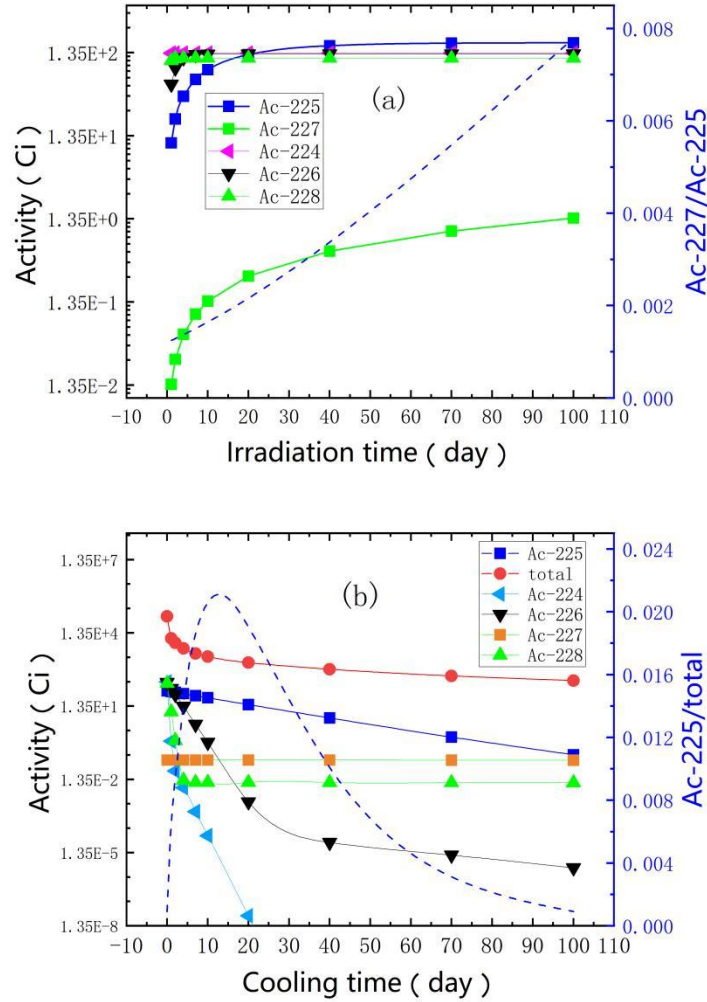 (a)
Activity ( Ci )
1.35E+2
1.35E+1
1.35E+0
1.35E-1
1.35E-2
Ac-225
Ac-227
Ac-224
Ac-226
Ac-228
0.008
0.006
0.004
0.002
0.000
Ac-227/Ac-225
-10 0 10 20 30 40 50 60 70 80 90 100 110
Irradiation time ( day )
(b)
Activity ( Ci )
1.35E+7
1.35E+4
1.35E+1
1.35E-2
1.35E-5
1.35E-8
Ac-225
total
Ac-224
Ac-226
Ac-227
Ac-228
0.024
0.020
0.016
0.012
0.008
0.004
0.000
Ac-225/total
-10 0 10 20 30 40 50 60 70 80 90 100 110
Cooling time ( day )